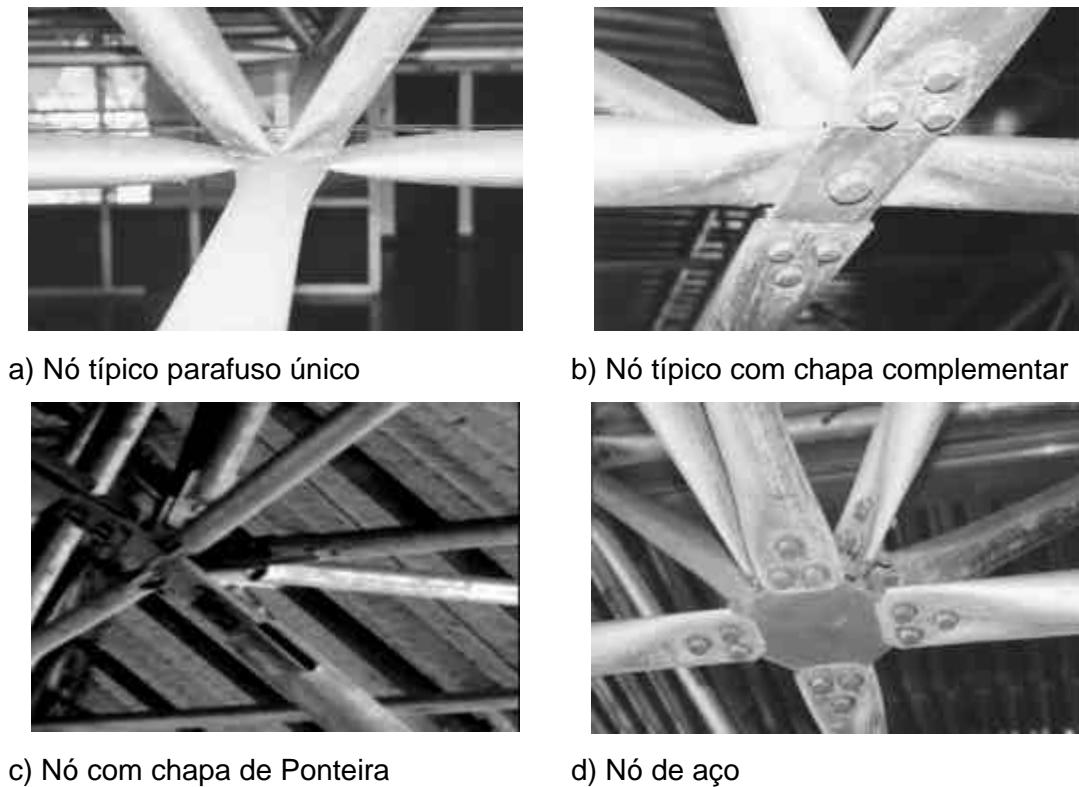 a) Nó típico parafuso único
b) Nó típico com chapa complementar
c) Nó com chapa de Ponteira
d) Nó de aço